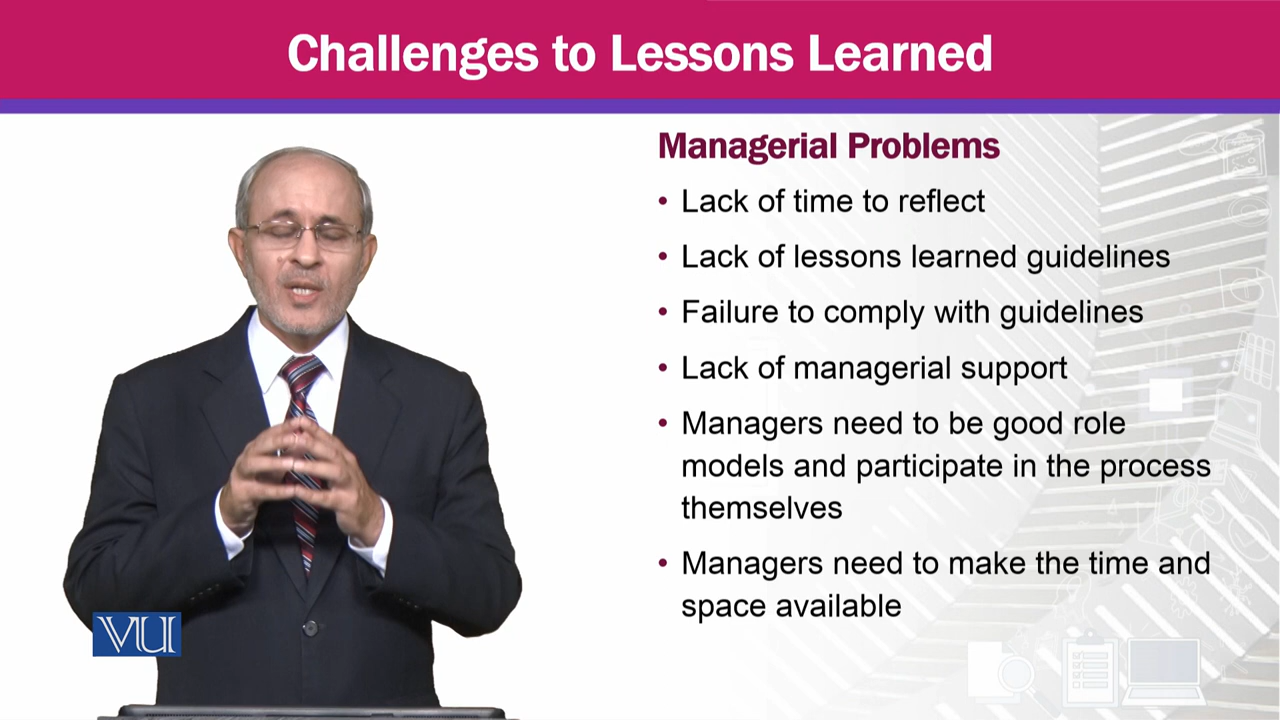 Challenges to Lessons Learned
Managerial Problems
• Lack of time to reflect
• Lack of lessons learned guidelines
• Failure to comply with guidelines
• Lack of managerial support
• Managers need to be good role
models and participate in the process
themselves
• Managers need to make the time and
space available
VU